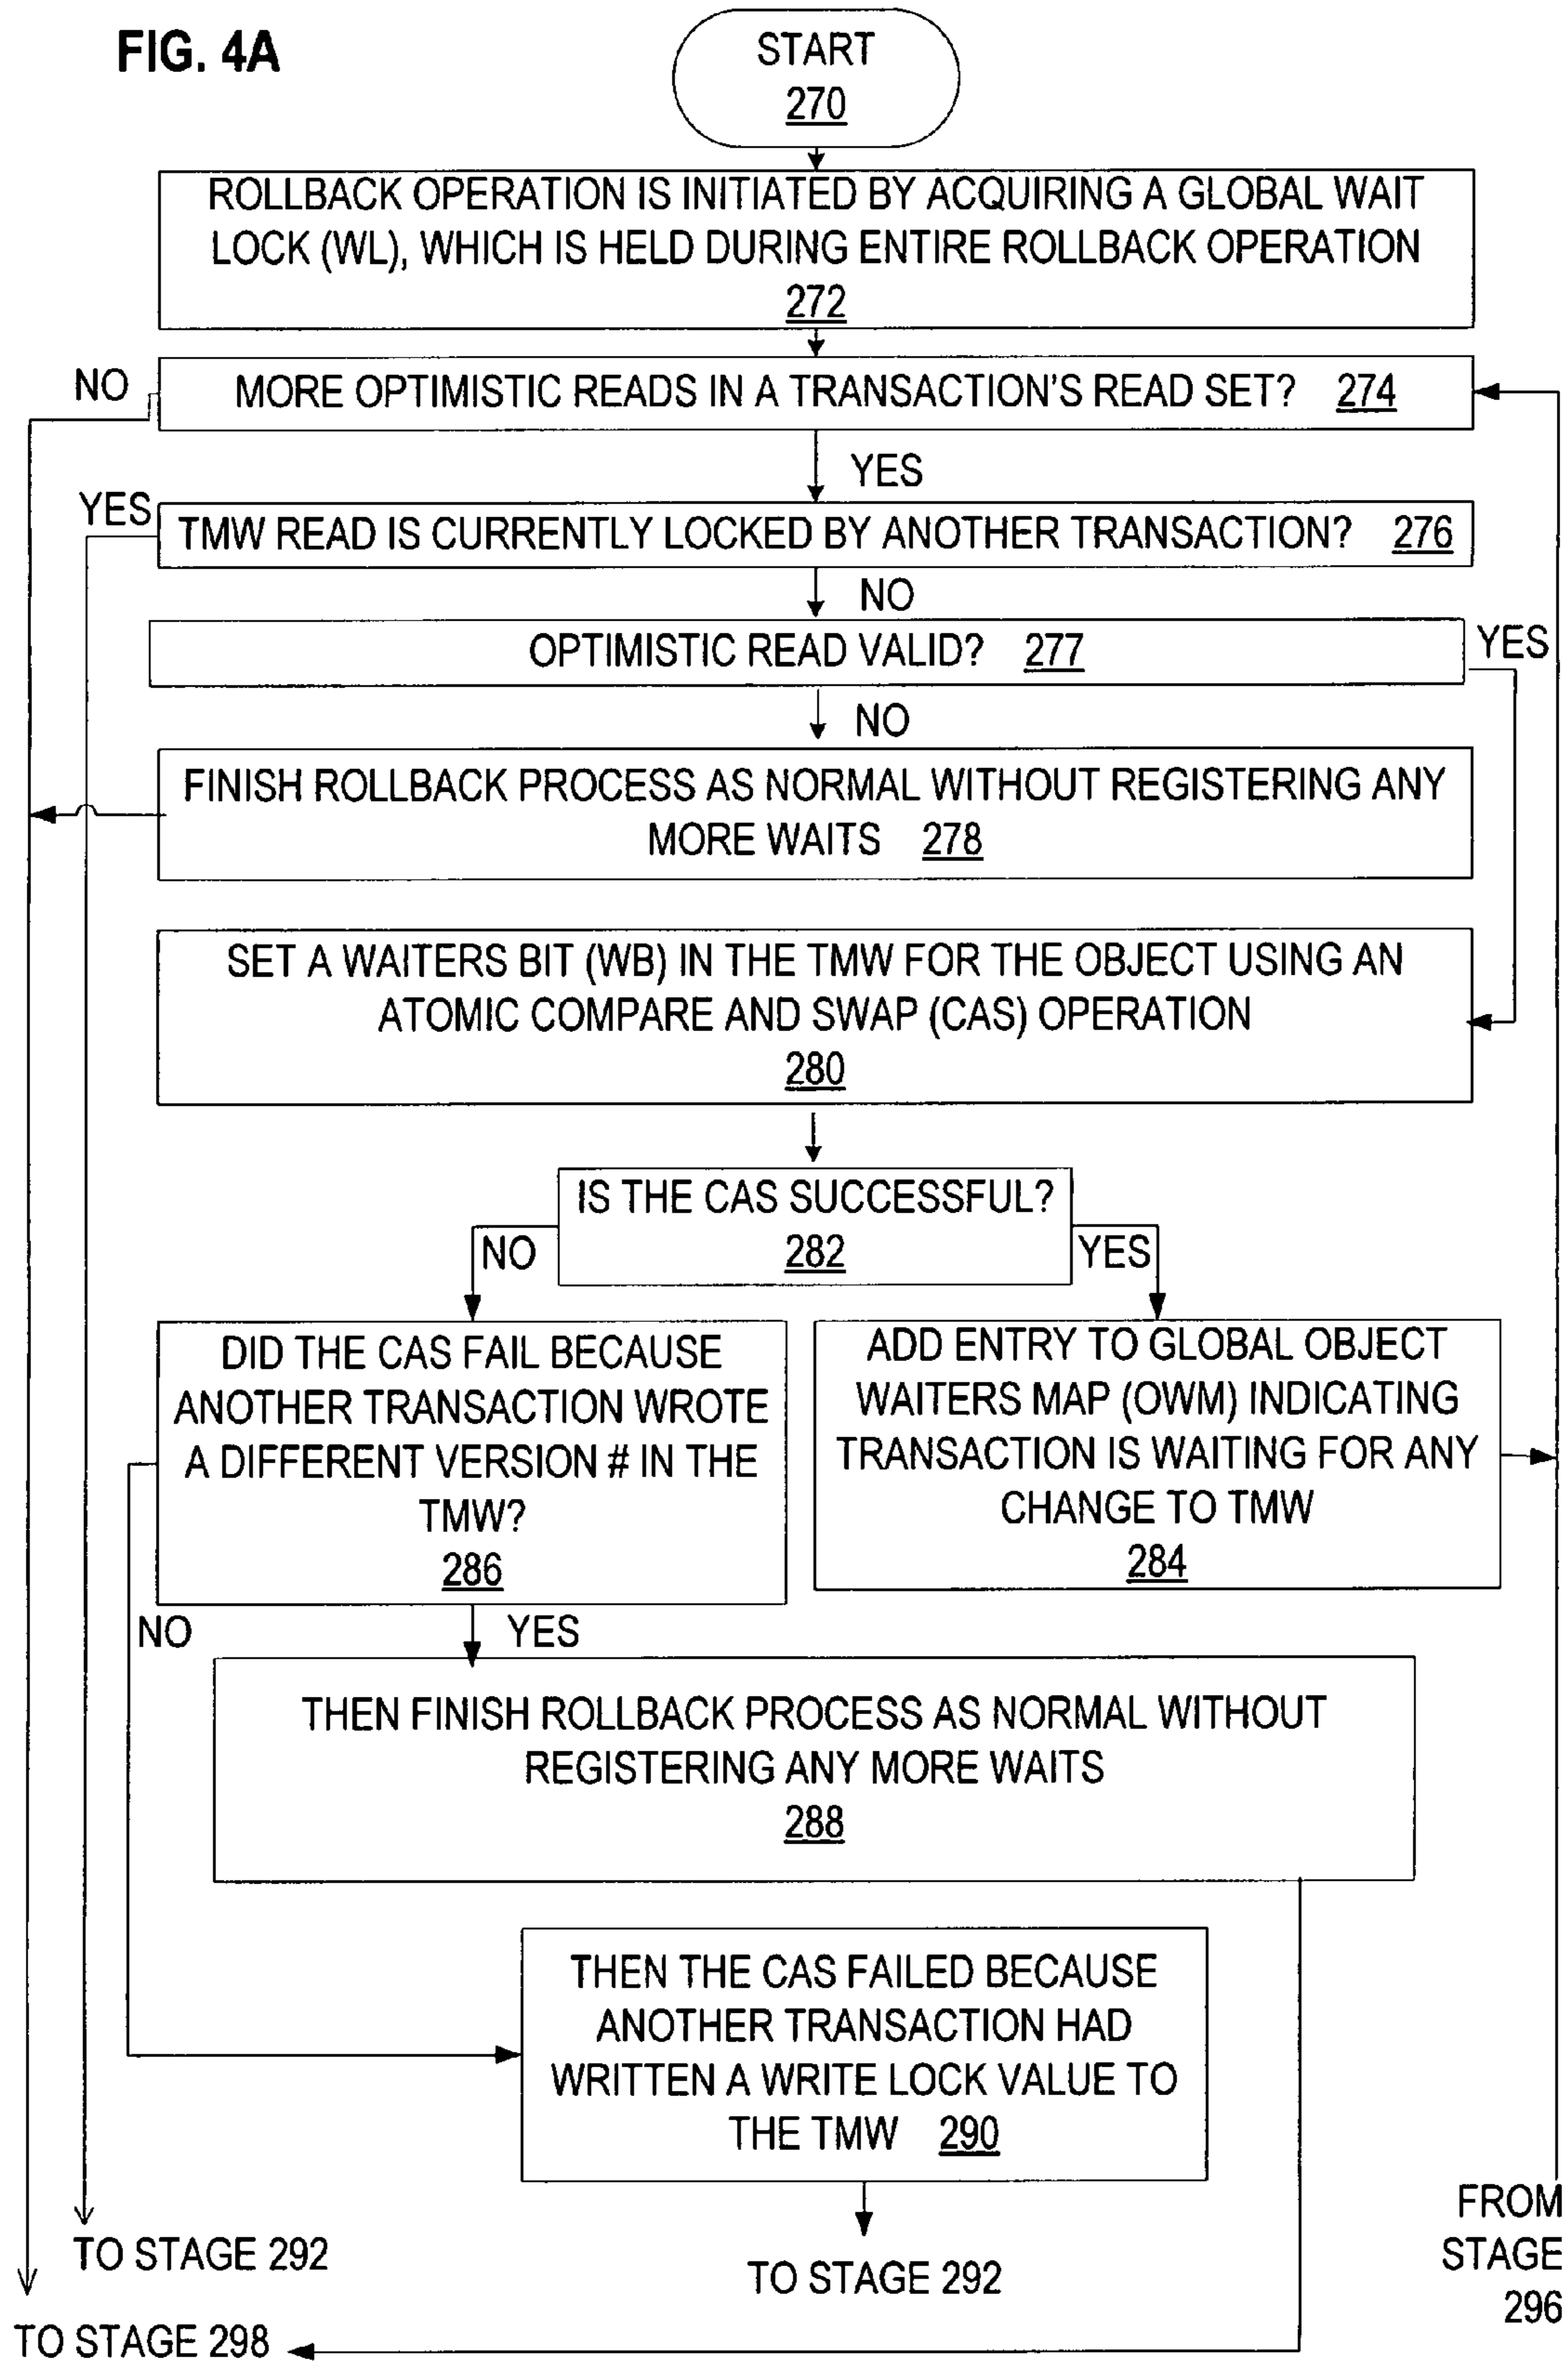 FIG. 4A
START
270
ROLLBACK OPERATION IS INITIATED BY ACQUIRING A GLOBAL WAIT
LOCK (WL), WHICH IS HELD DURING ENTIRE ROLLBACK OPERATION
272
NO
MORE OPTIMISTIC READS IN A TRANSACTION'S READ SET? 274
YES
YES
TMW READ IS CURRENTLY LOCKED BY ANOTHER TRANSACTION? 276
NO
OPTIMISTIC READ VALID? 277
YES
NO
FINISH ROLLBACK PROCESS AS NORMAL WITHOUT REGISTERING ANY
MORE WAITS 278
SET A WAITERS BIT (WB) IN THE TMW FOR THE OBJECT USING AN
ATOMIC COMPARE AND SWAP (CAS) OPERATION
280
IS THE CAS SUCCESSFUL?
282
NO
YES
DID THE CAS FAIL BECAUSE
ANOTHER TRANSACTION WROTE
A DIFFERENT VERSION # IN THE
TMW?
286
ADD ENTRY TO GLOBAL OBJECT
WAITERS MAP (OWM) INDICATING
TRANSACTION IS WAITING FOR ANY
CHANGE TO TMW
284
NO
YES
THEN FINISH ROLLBACK PROCESS AS NORMAL WITHOUT
REGISTERING ANY MORE WAITS
288
THEN THE CAS FAILED BECAUSE
ANOTHER TRANSACTION HAD
WRITTEN A WRITE LOCK VALUE TO
THE TMW 290
TO STAGE 292
TO STAGE 292
FROM
STAGE
296
TO STAGE 298